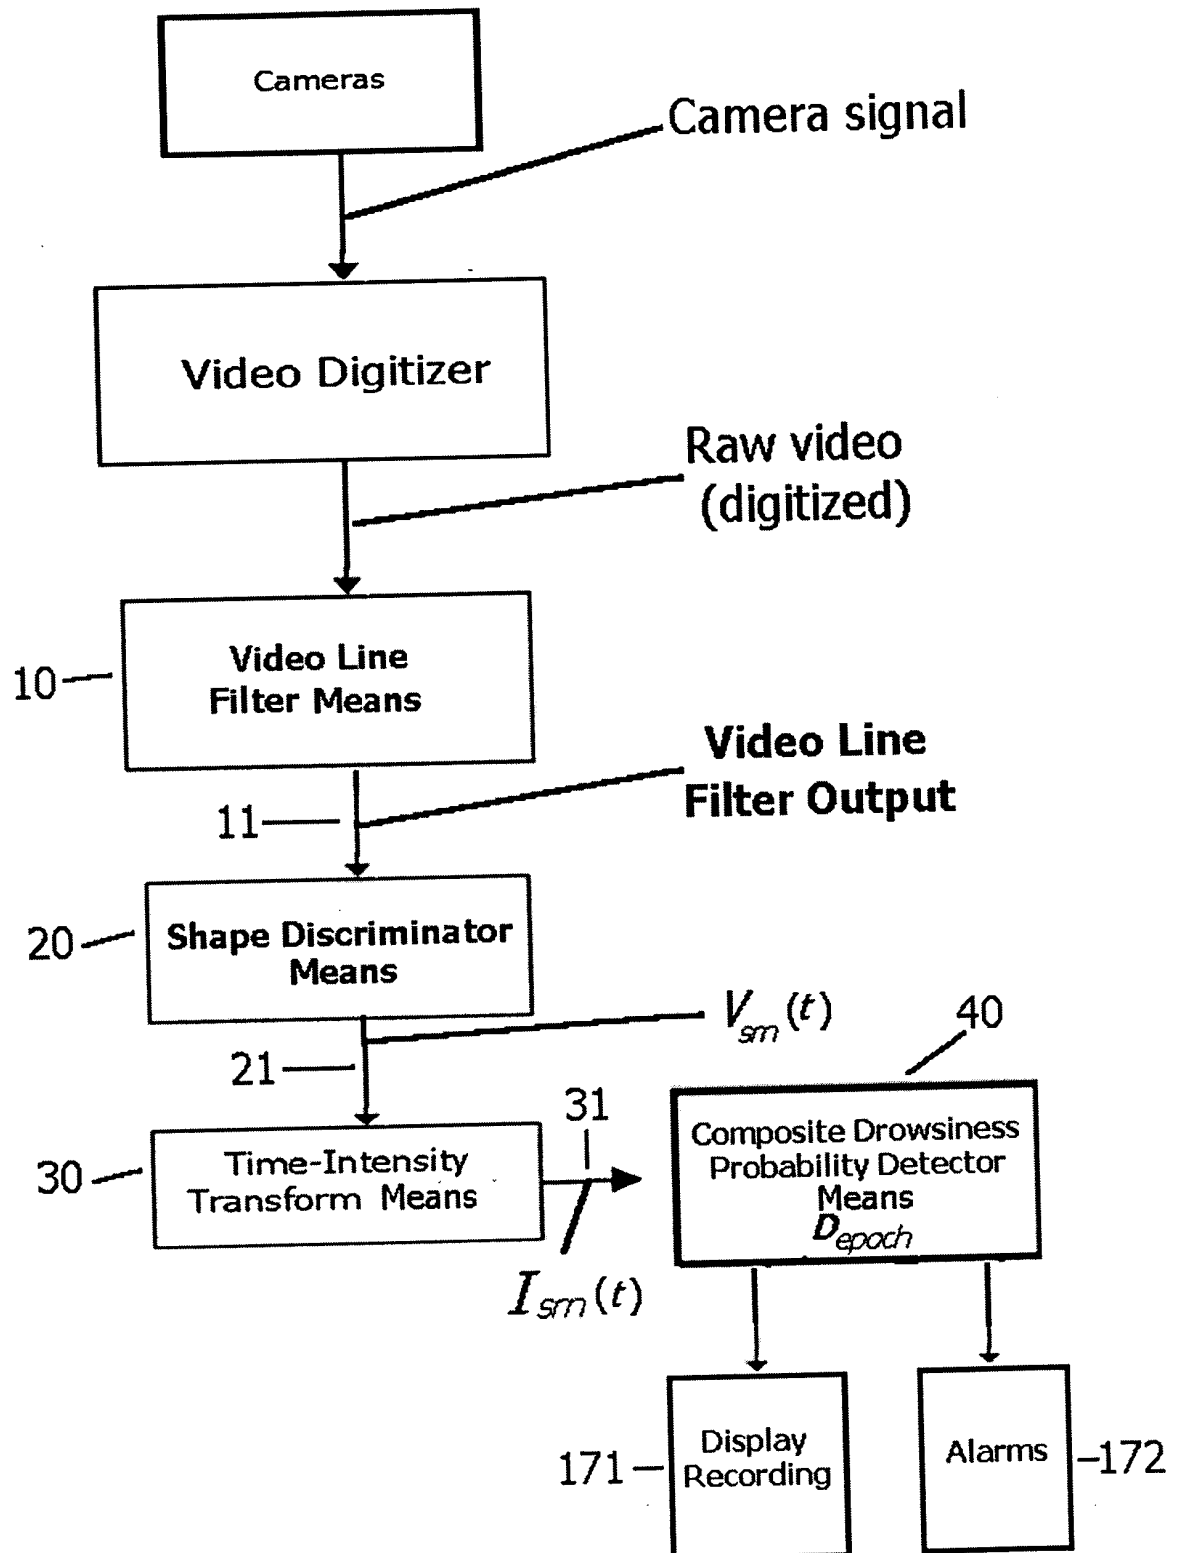 Cameras
Camera signal
Video Digitizer
Raw video
(digitized)
10
Video Line
Filter Means
Video Line
Filter Output
11
20
Shape Discriminator
Means
V_sm(t)
40
21
31
30
Time-Intensity
Transform Means
Composite Drowsiness
Probability Detector
Means
D_epoch
I_sm(t)
171
Display
Recording
Alarms
172